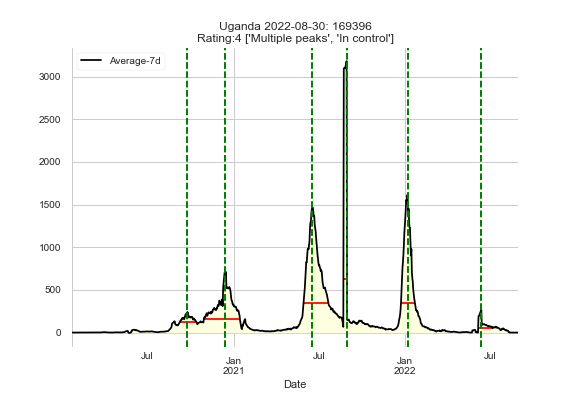 Uganda 2022-08-30: 169396
Rating:4 ['Multiple peaks', 'In control']
Average-7d
3000
2500
2000
1500
1000
500
0
Jul
Jan
2021
Jul
Jan
2022
Jul
Date